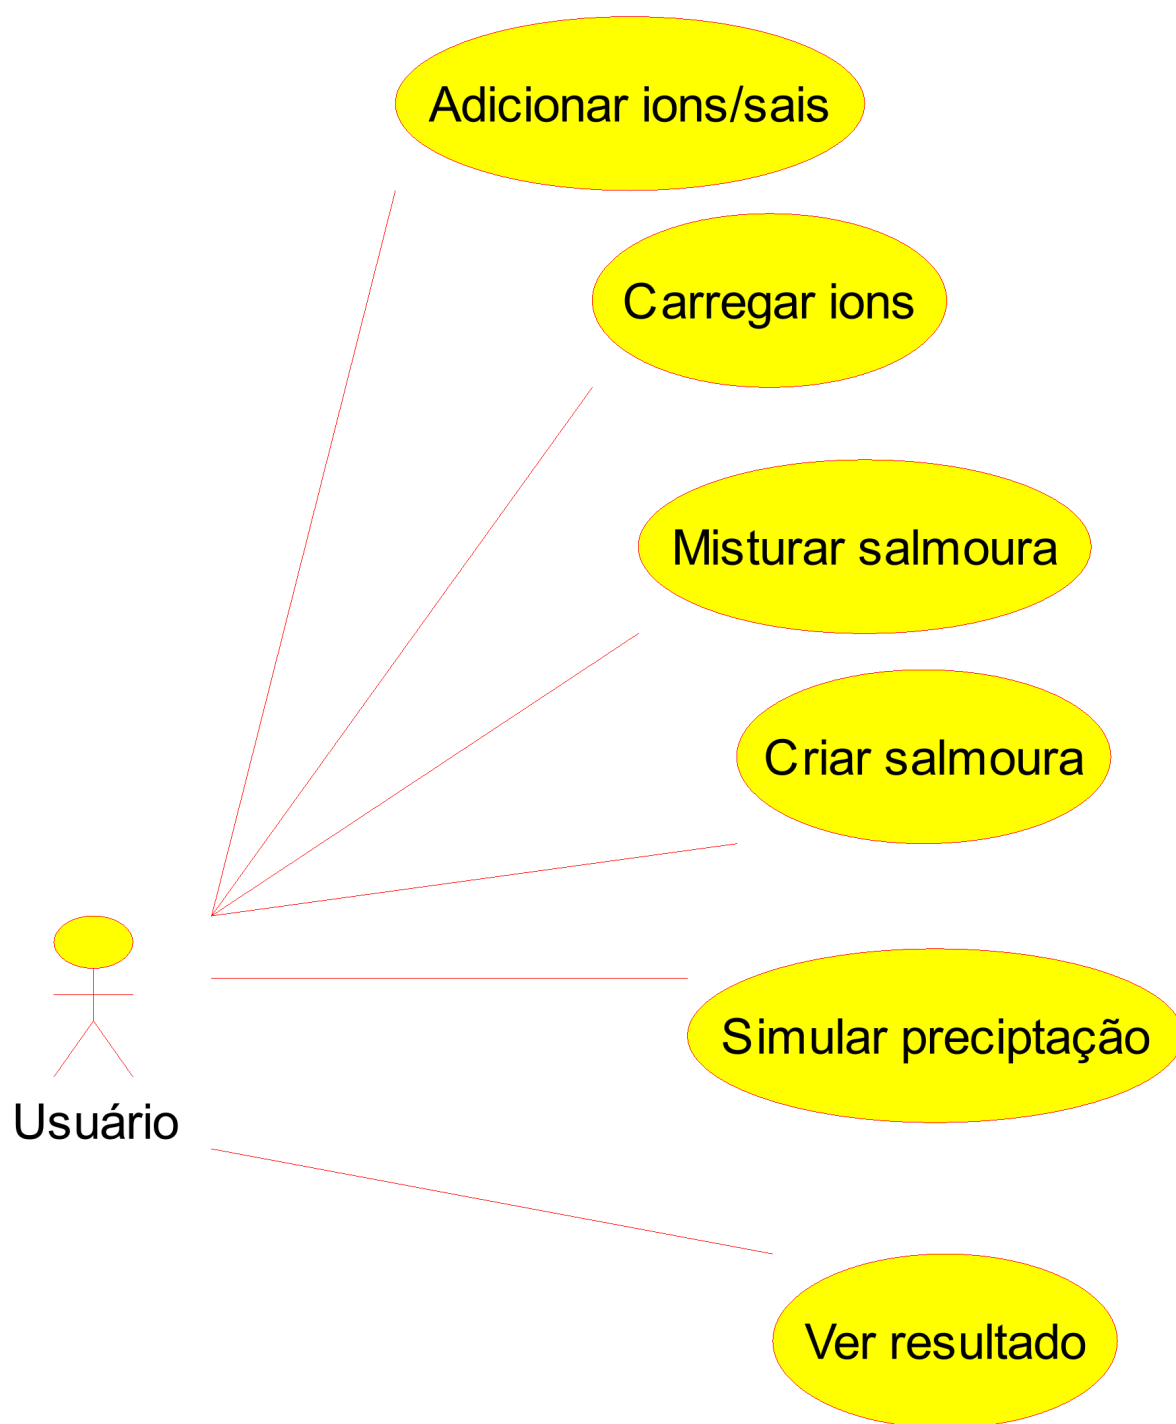 Adicionar ions/sais
Carregar ions
Misturar salmoura
Criar salmoura
Simular preciptação
Usuário
Ver resultado